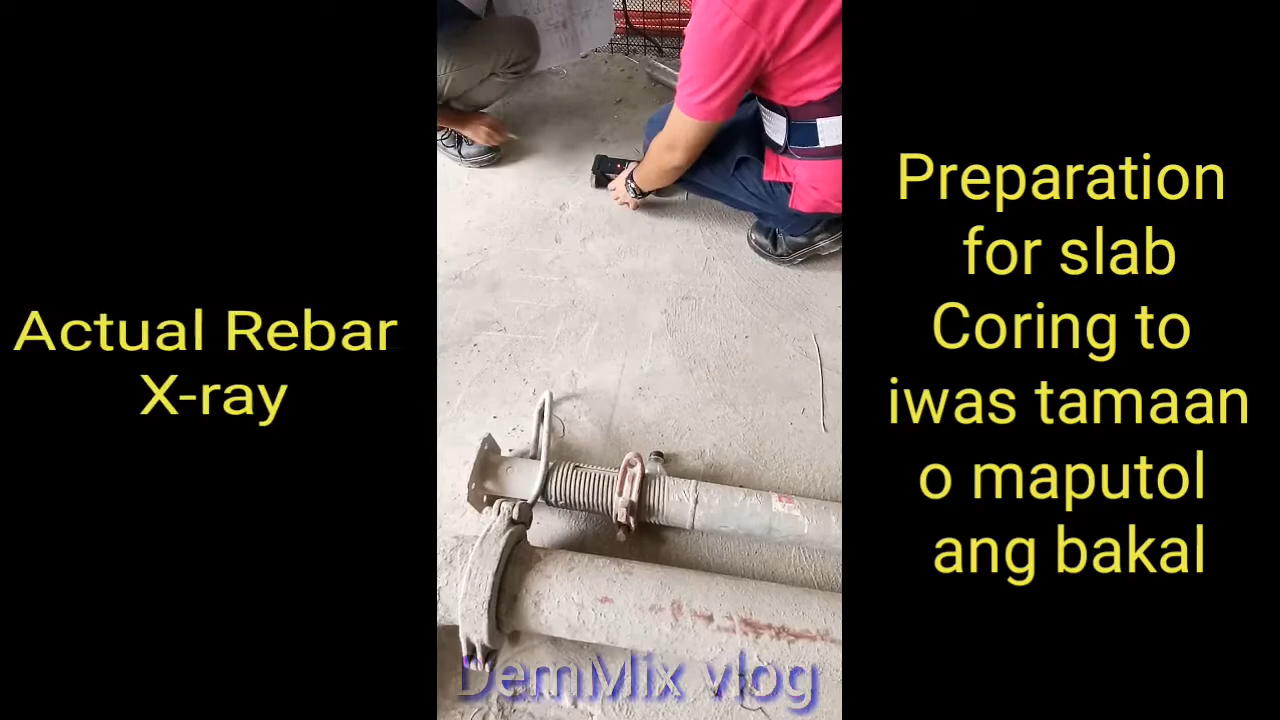 Actual Rebar
X-ray
Preparation
for slab
Coring to
iwas tamaan
o maputol
ang bakal
DemMix vlog